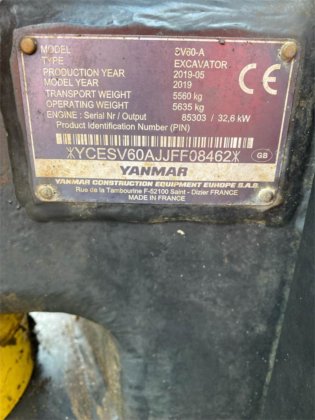 MODEL SV60-A
TYPE EXCAVATOR
PRODUCTION YEAR 2019-05
MODEL YEAR 2019
TRANSPORT WEIGHT 5560 kg
OPERATING WEIGHT 5635 kg
ENGINE : Serial Nr / Output 85303 / 32,6 kW
Product Identification Number (PIN)
CE
*YCESV60AJJFF08462*
GB
YANMAR
YANMAR CONSTRUCTION EQUIPMENT EUROPE S.A.S.
Rue de la Tambourine F-52100 Saint - Dizier FRANCE
MADE IN FRANCE